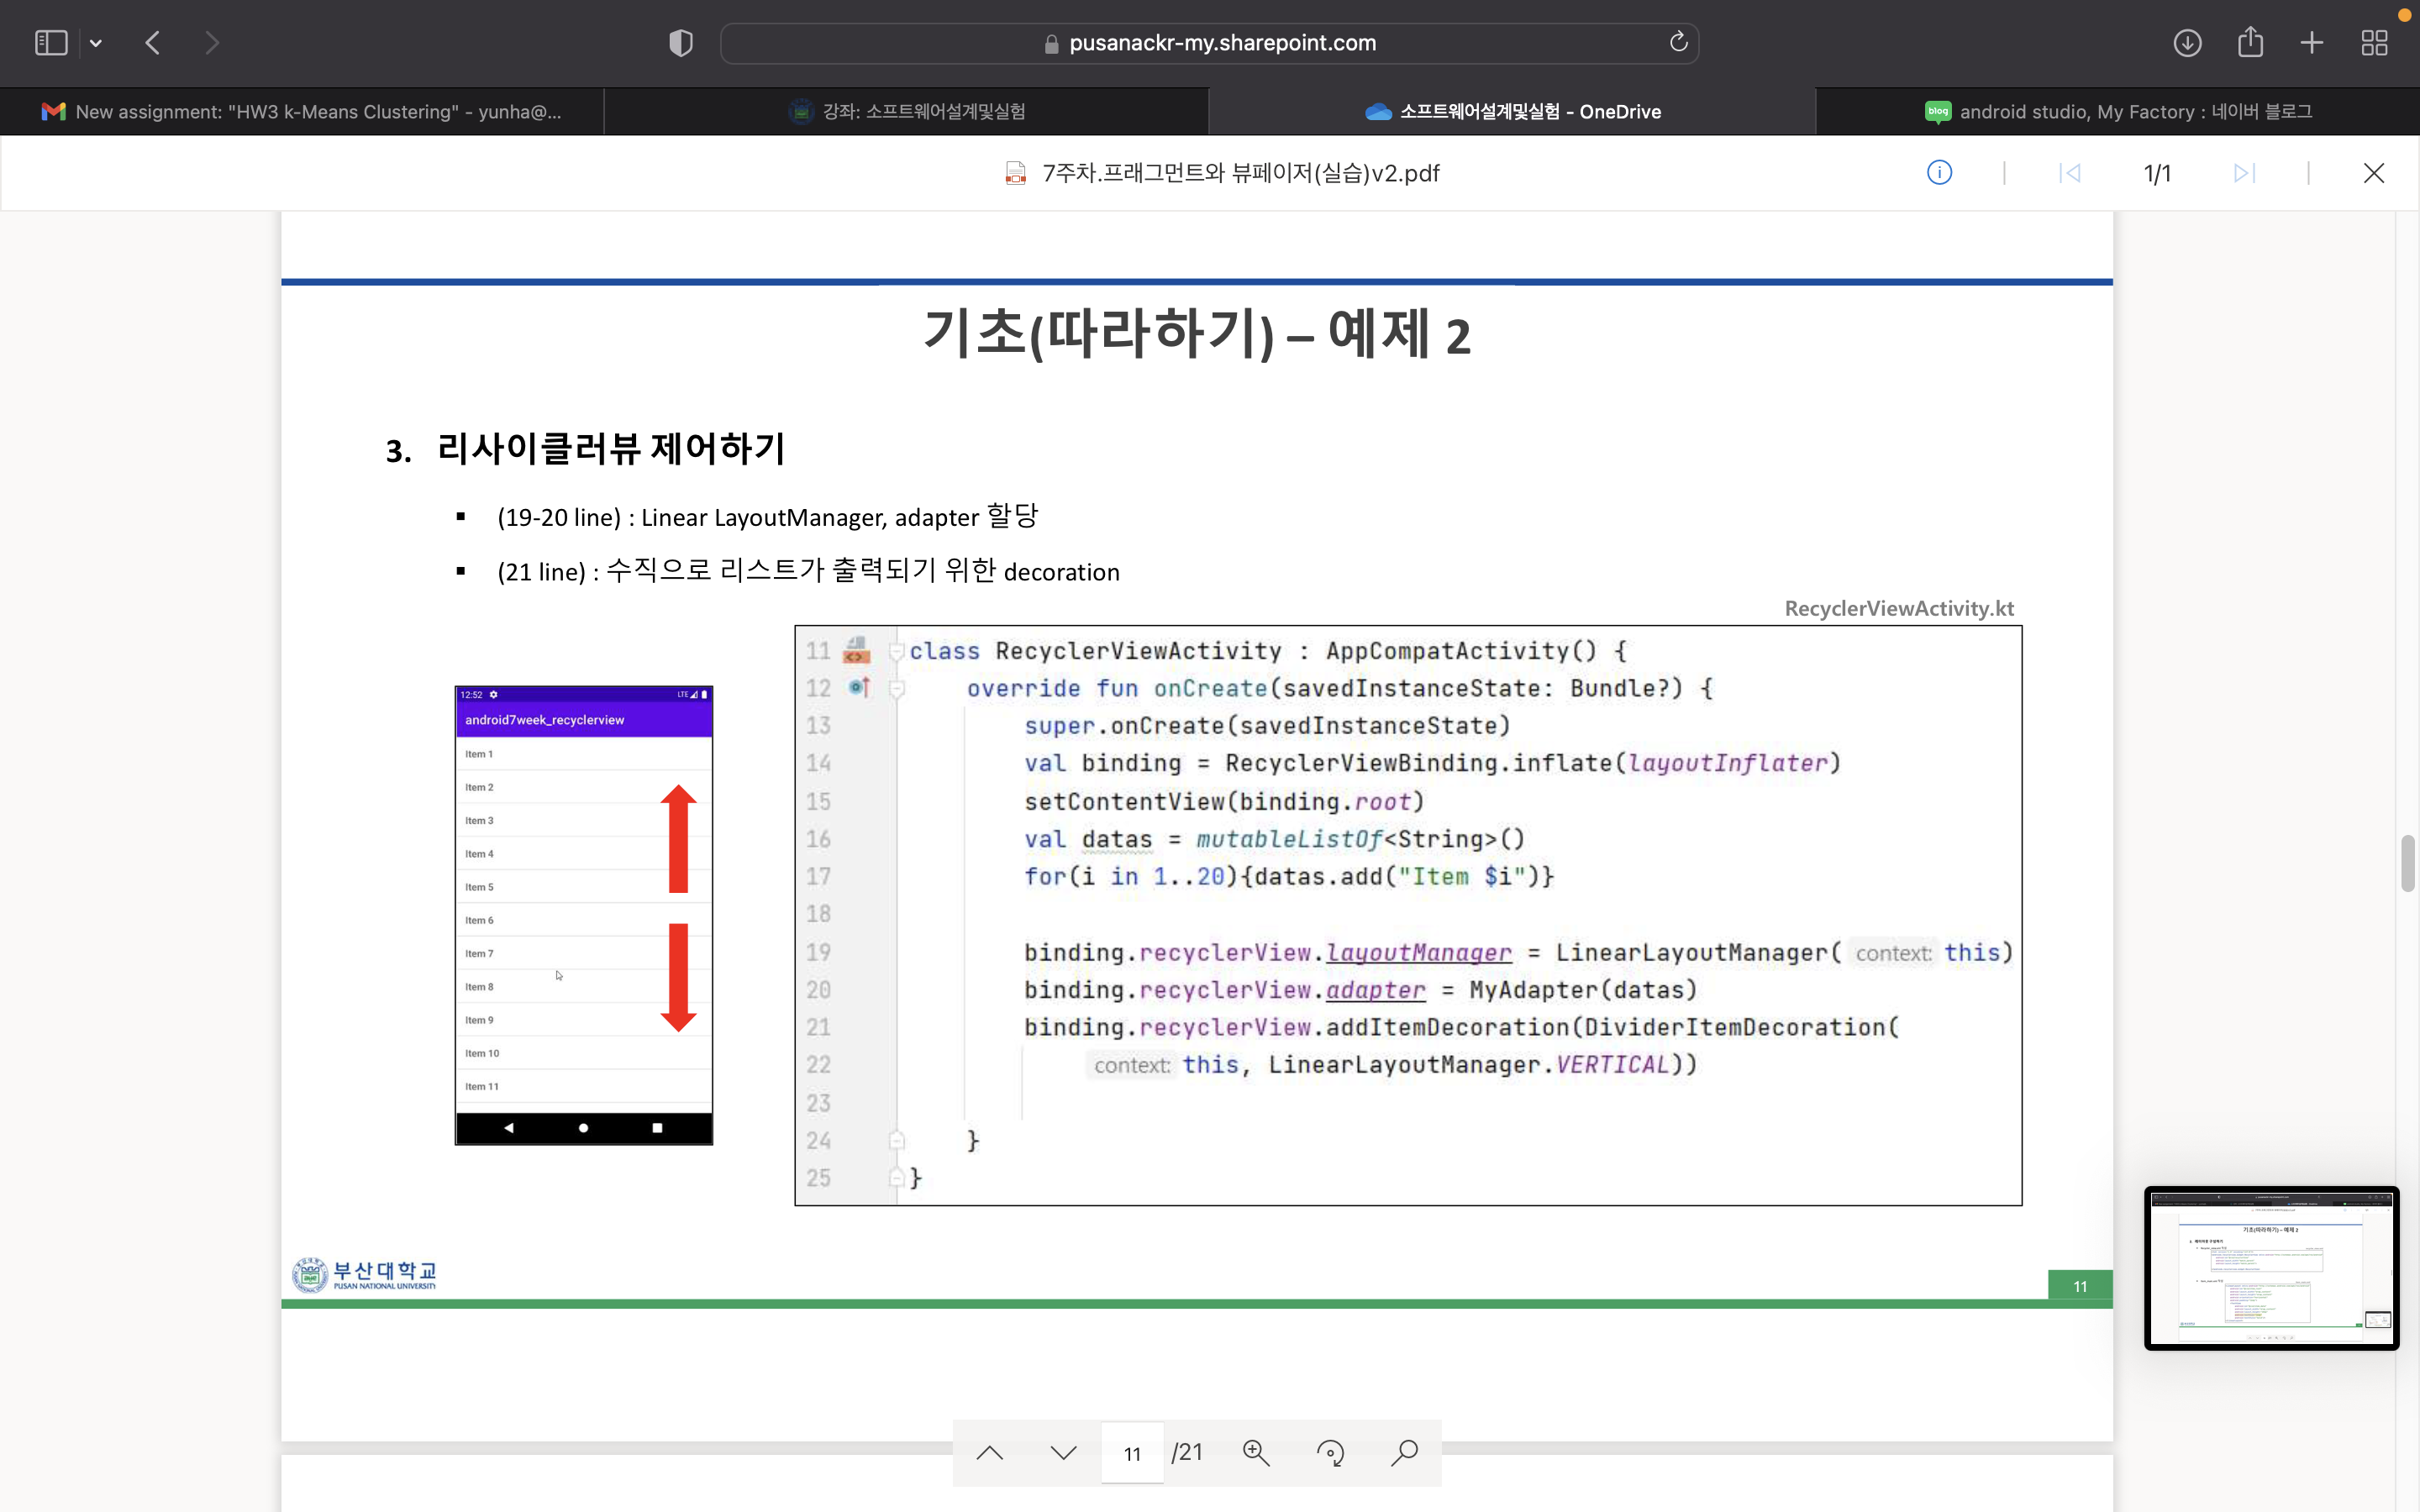 pusanackr-my.sharepoint.com
New assignment: "HW3 k-Means Clustering" - yunha@...
강좌: 소프트웨어설계및실험
소프트웨어설계및실험 - OneDrive
blog
android studio, My Factory : 네이버 블로그
7주차.프래그먼트와 뷰페이저(실습)v2.pdf
1/1
기초(따라하기) – 예제 2
3. 리사이클러뷰 제어하기
▪ (19-20 line) : Linear LayoutManager, adapter 할당
▪ (21 line) : 수직으로 리스트가 출력되기 위한 decoration
RecyclerViewActivity.kt
12:52
LTE
android7week_recyclerview
Item 1
Item 2
Item 3
Item 4
Item 5
Item 6
Item 7
Item 8
Item 9
Item 10
Item 11
11 class RecyclerViewActivity : AppCompatActivity() {
12 override fun onCreate(savedInstanceState: Bundle?) {
13 super.onCreate(savedInstanceState)
14 val binding = RecyclerViewBinding.inflate(layoutInflater)
15 setContentView(binding.root)
16 val datas = mutableListOf<String>()
17 for(i in 1..20){datas.add("Item $i")}
18
19 binding.recyclerView.layoutManager = LinearLayoutManager( context: this)
20 binding.recyclerView.adapter = MyAdapter(datas)
21 binding.recyclerView.addItemDecoration(DividerItemDecoration(
22 context: this, LinearLayoutManager.VERTICAL))
23
24 }
25 }
부산대학교
PUSAN NATIONAL UNIVERSITY
11
기초(따라하기) – 예제 2
11 /21